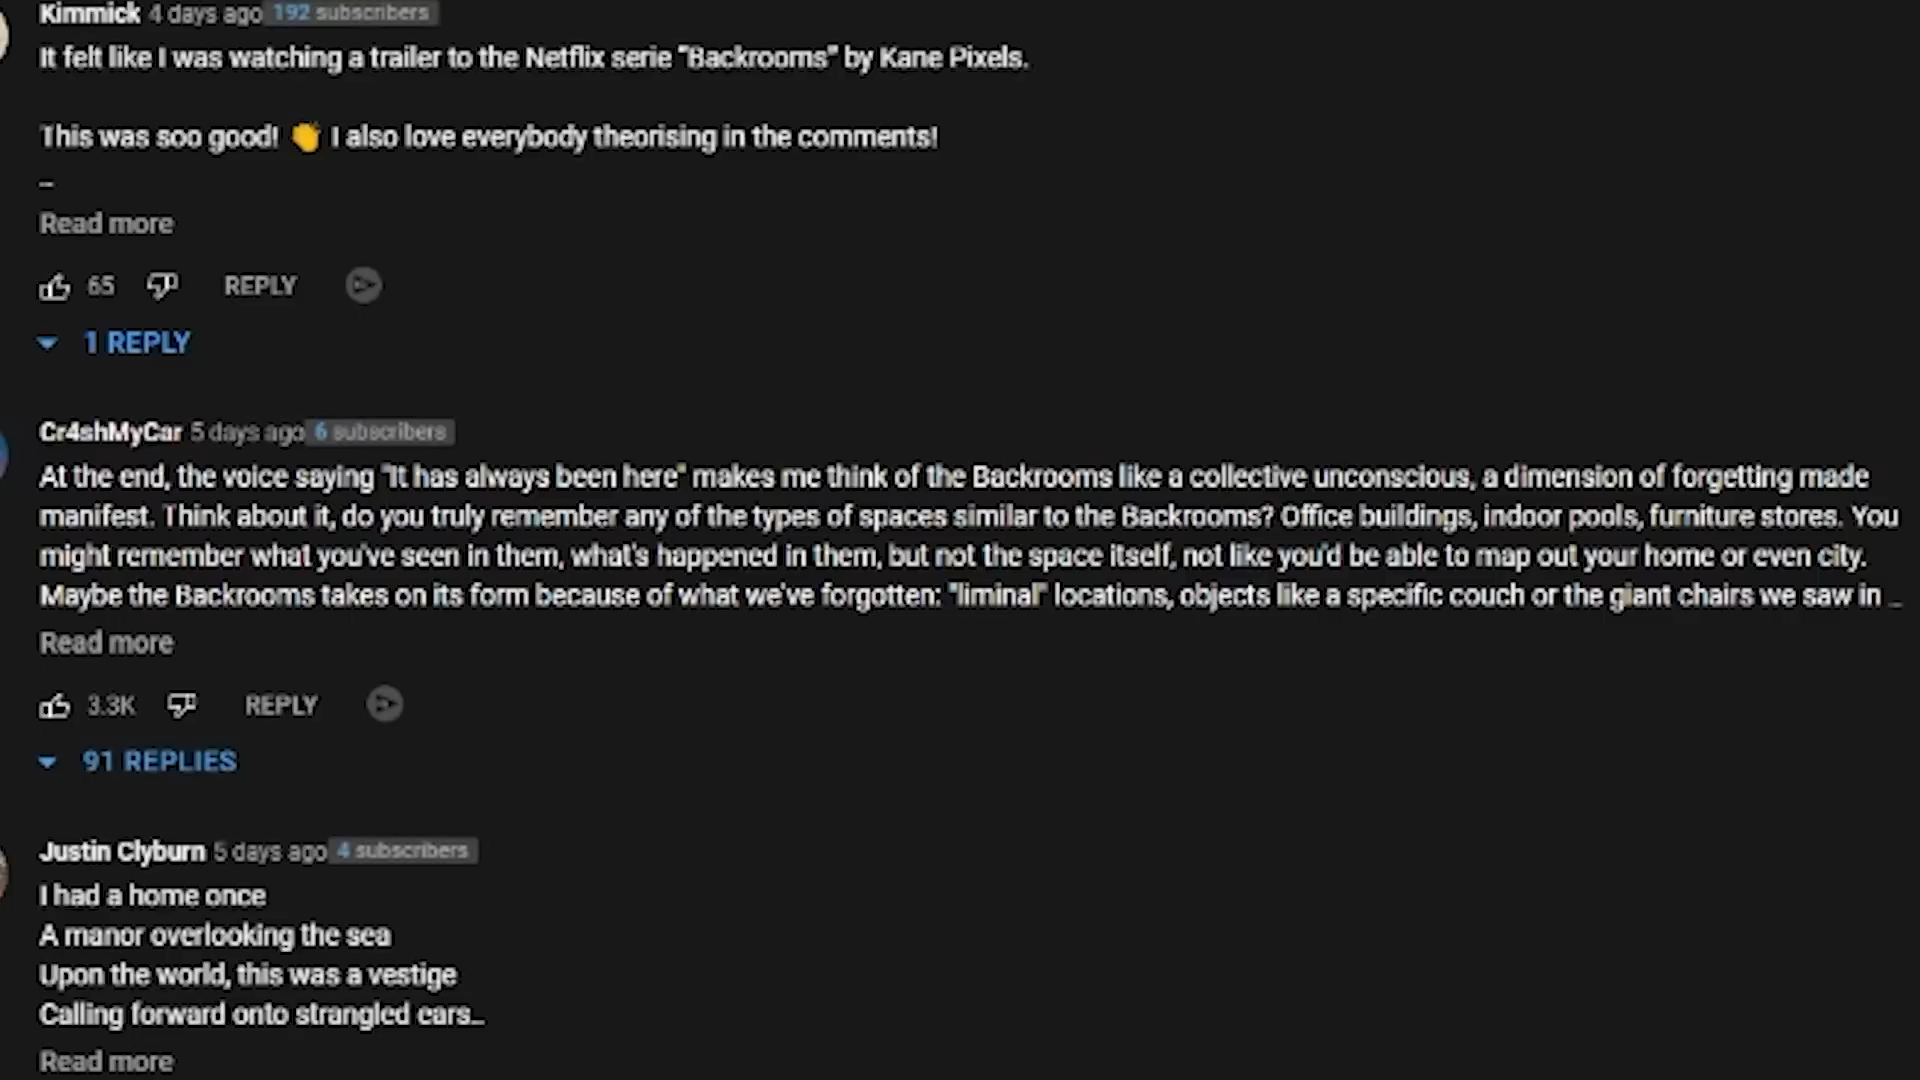 Kimmick 4 days ago 192 subscribers
It felt like I was watching a trailer to the Netflix serie "Backrooms" by Kane Pixels.
This was soo good! 👏 I also love everybody theorising in the comments!
...
Read more
65 REPLY
1 REPLY
Cr4shMyCar 5 days ago 6 subscribers
At the end, the voice saying "It has always been here" makes me think of the Backrooms like a collective unconscious, a dimension of forgetting made
manifest. Think about it, do you truly remember any of the types of spaces similar to the Backrooms? Office buildings, indoor pools, furniture stores. You
might remember what you've seen in them, what's happened in them, but not the space itself, not like you'd be able to map out your home or even city.
Maybe the Backrooms takes on its form because of what we've forgotten: "liminal" locations, objects like a specific couch or the giant chairs we saw in ...
Read more
3.3K REPLY
91 REPLIES
Justin Clyburn 5 days ago 4 subscribers
I had a home once
A manor overlooking the sea
Upon the world, this was a vestige
Calling forward onto strangled ears...
Read more